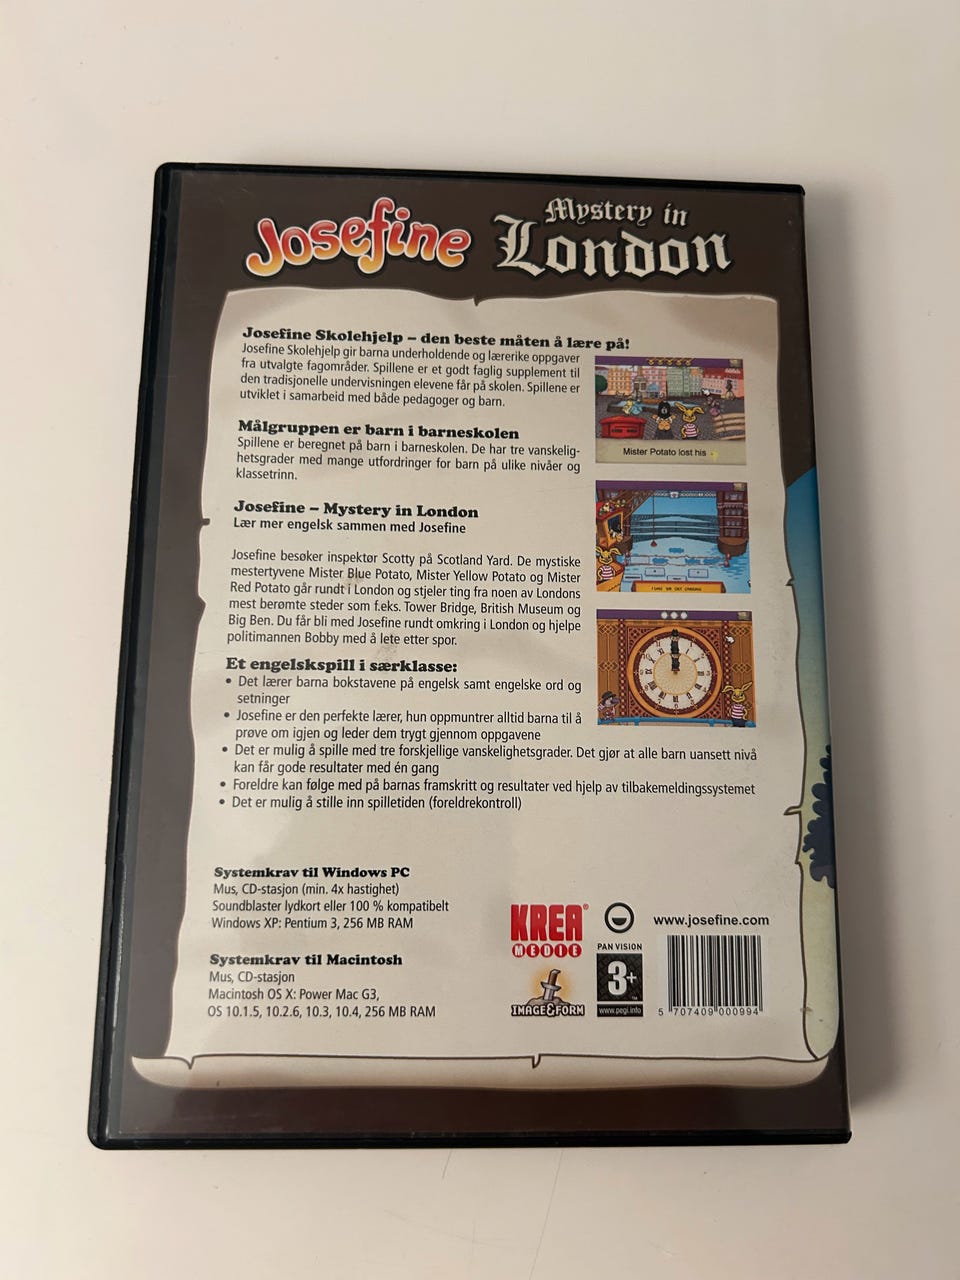 Josefine
Mystery in
London
Josefine Skolehjelp – den beste måten å lære på!
Josefine Skolehjelp gir barna underholdende og lærerike oppgaver
fra utvalgte fagområder. Spillene er et godt faglig supplement til
den tradisjonelle undervisningen elevene får på skolen. Spillene er
utviklet i samarbeid med både pedagoger og barn.
Målgruppen er barn i barneskolen
Spillene er beregnet på barn i barneskolen. De har tre vanskelig-
hetsgrader med mange utfordringer for barn på ulike nivåer og
klassetrinn.
Mister Potato lost his
Josefine – Mystery in London
Lær mer engelsk sammen med Josefine
Josefine besøker inspektør Scotty på Scotland Yard. De mystiske
mestertyvene Mister Blue Potato, Mister Yellow Potato og Mister
Red Potato går rundt i London og stjeler ting fra noen av Londons
mest berømte steder som f.eks. Tower Bridge, British Museum og
Big Ben. Du får bli med Josefine rundt omkring i London og hjelpe
politimannen Bobby med å lete etter spor.
Et engelskspill i særklasse:
• Det lærer barna bokstavene på engelsk samt engelske ord og
setninger
• Josefine er den perfekte lærer, hun oppmuntrer alltid barna til å
prøve om igjen og leder dem trygt gjennom oppgavene
• Det er mulig å spille med tre forskjellige vanskelighetsgrader. Det gjør at alle barn uansett nivå
kan får gode resultater med én gang
• Foreldre kan følge med på barnas framskritt og resultater ved hjelp av tilbakemeldingssystemet
• Det er mulig å stille inn spilletiden (foreldrekontroll)
Systemkrav til Windows PC
Mus, CD-stasjon (min. 4x hastighet)
Soundblaster lydkort eller 100 % kompatibelt
Windows XP: Pentium 3, 256 MB RAM
Systemkrav til Macintosh
Mus, CD-stasjon
Macintosh OS X: Power Mac G3,
OS 10.1.5, 10.2.6, 10.3, 10.4, 256 MB RAM
KREA®
MEDIE
IMAGE&FORM
PAN VISION
3+
™
www.pegi.info
www.josefine.com
5 707409 000994